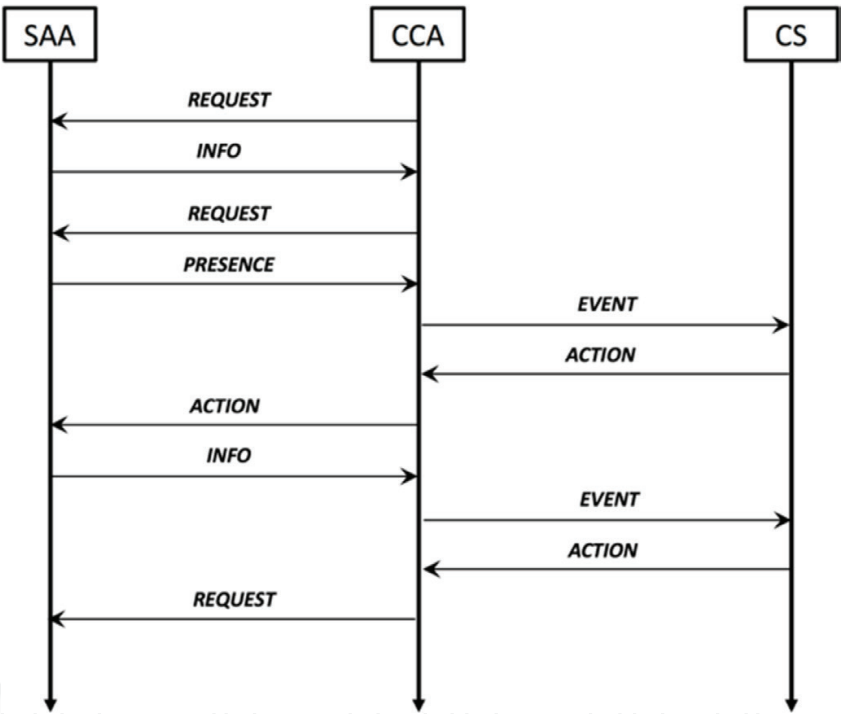 SAA
CCA
CS
REQUEST
INFO
REQUEST
PRESENCE
EVENT
ACTION
ACTION
INFO
EVENT
ACTION
REQUEST